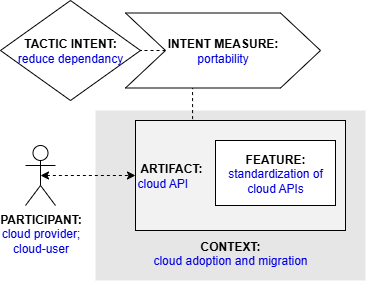 TACTIC INTENT:
reduce dependancy
INTENT MEASURE:
portability
ARTIFACT:
cloud API
FEATURE:
standardization of
cloud APIs
PARTICIPANT:
cloud provider;
cloud-user
CONTEXT:
cloud adoption and migration